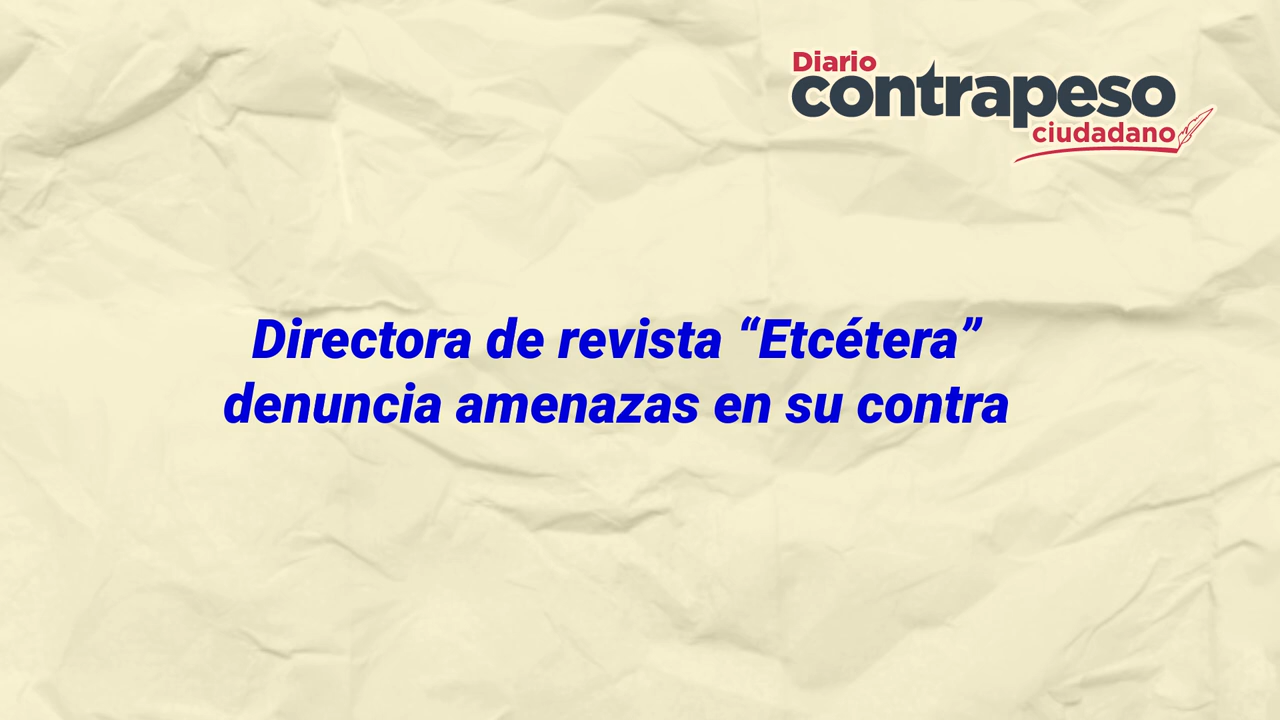 Diario
contrapeso
ciudadano
Directora de revista “Etcétera”
denuncia amenazas en su contra